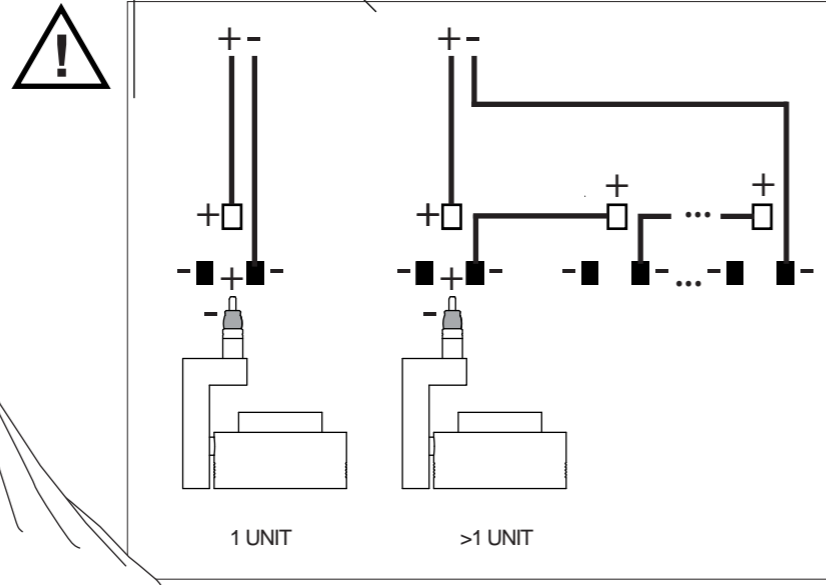 !
+ - + -
+ +
+ + ...
- + - - + - - - ... - -
- -
1 UNIT >1 UNIT